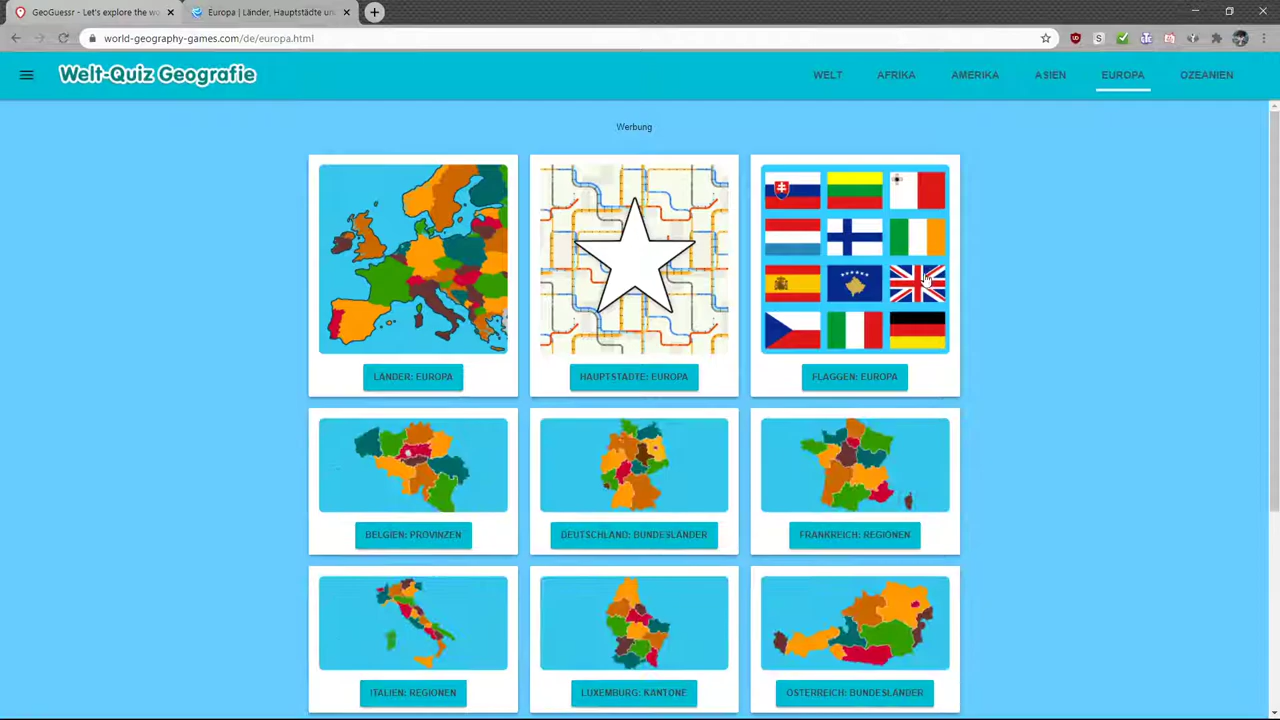 GeoGuessr - Let's explore the wo
Europa | Länder, Hauptstädte un
world-geography-games.com/de/europa.html
Welt-Quiz Geografie
WELT
AFRIKA
AMERIKA
ASIEN
EUROPA
OZEANIEN
Werbung
LÄNDER: EUROPA
HAUPTSTÄDTE: EUROPA
FLAGGEN: EUROPA
BELGIEN: PROVINZEN
DEUTSCHLAND: BUNDESLÄNDER
FRANKREICH: REGIONEN
ITALIEN: REGIONEN
LUXEMBURG: KANTONE
ÖSTERREICH: BUNDESLÄNDER